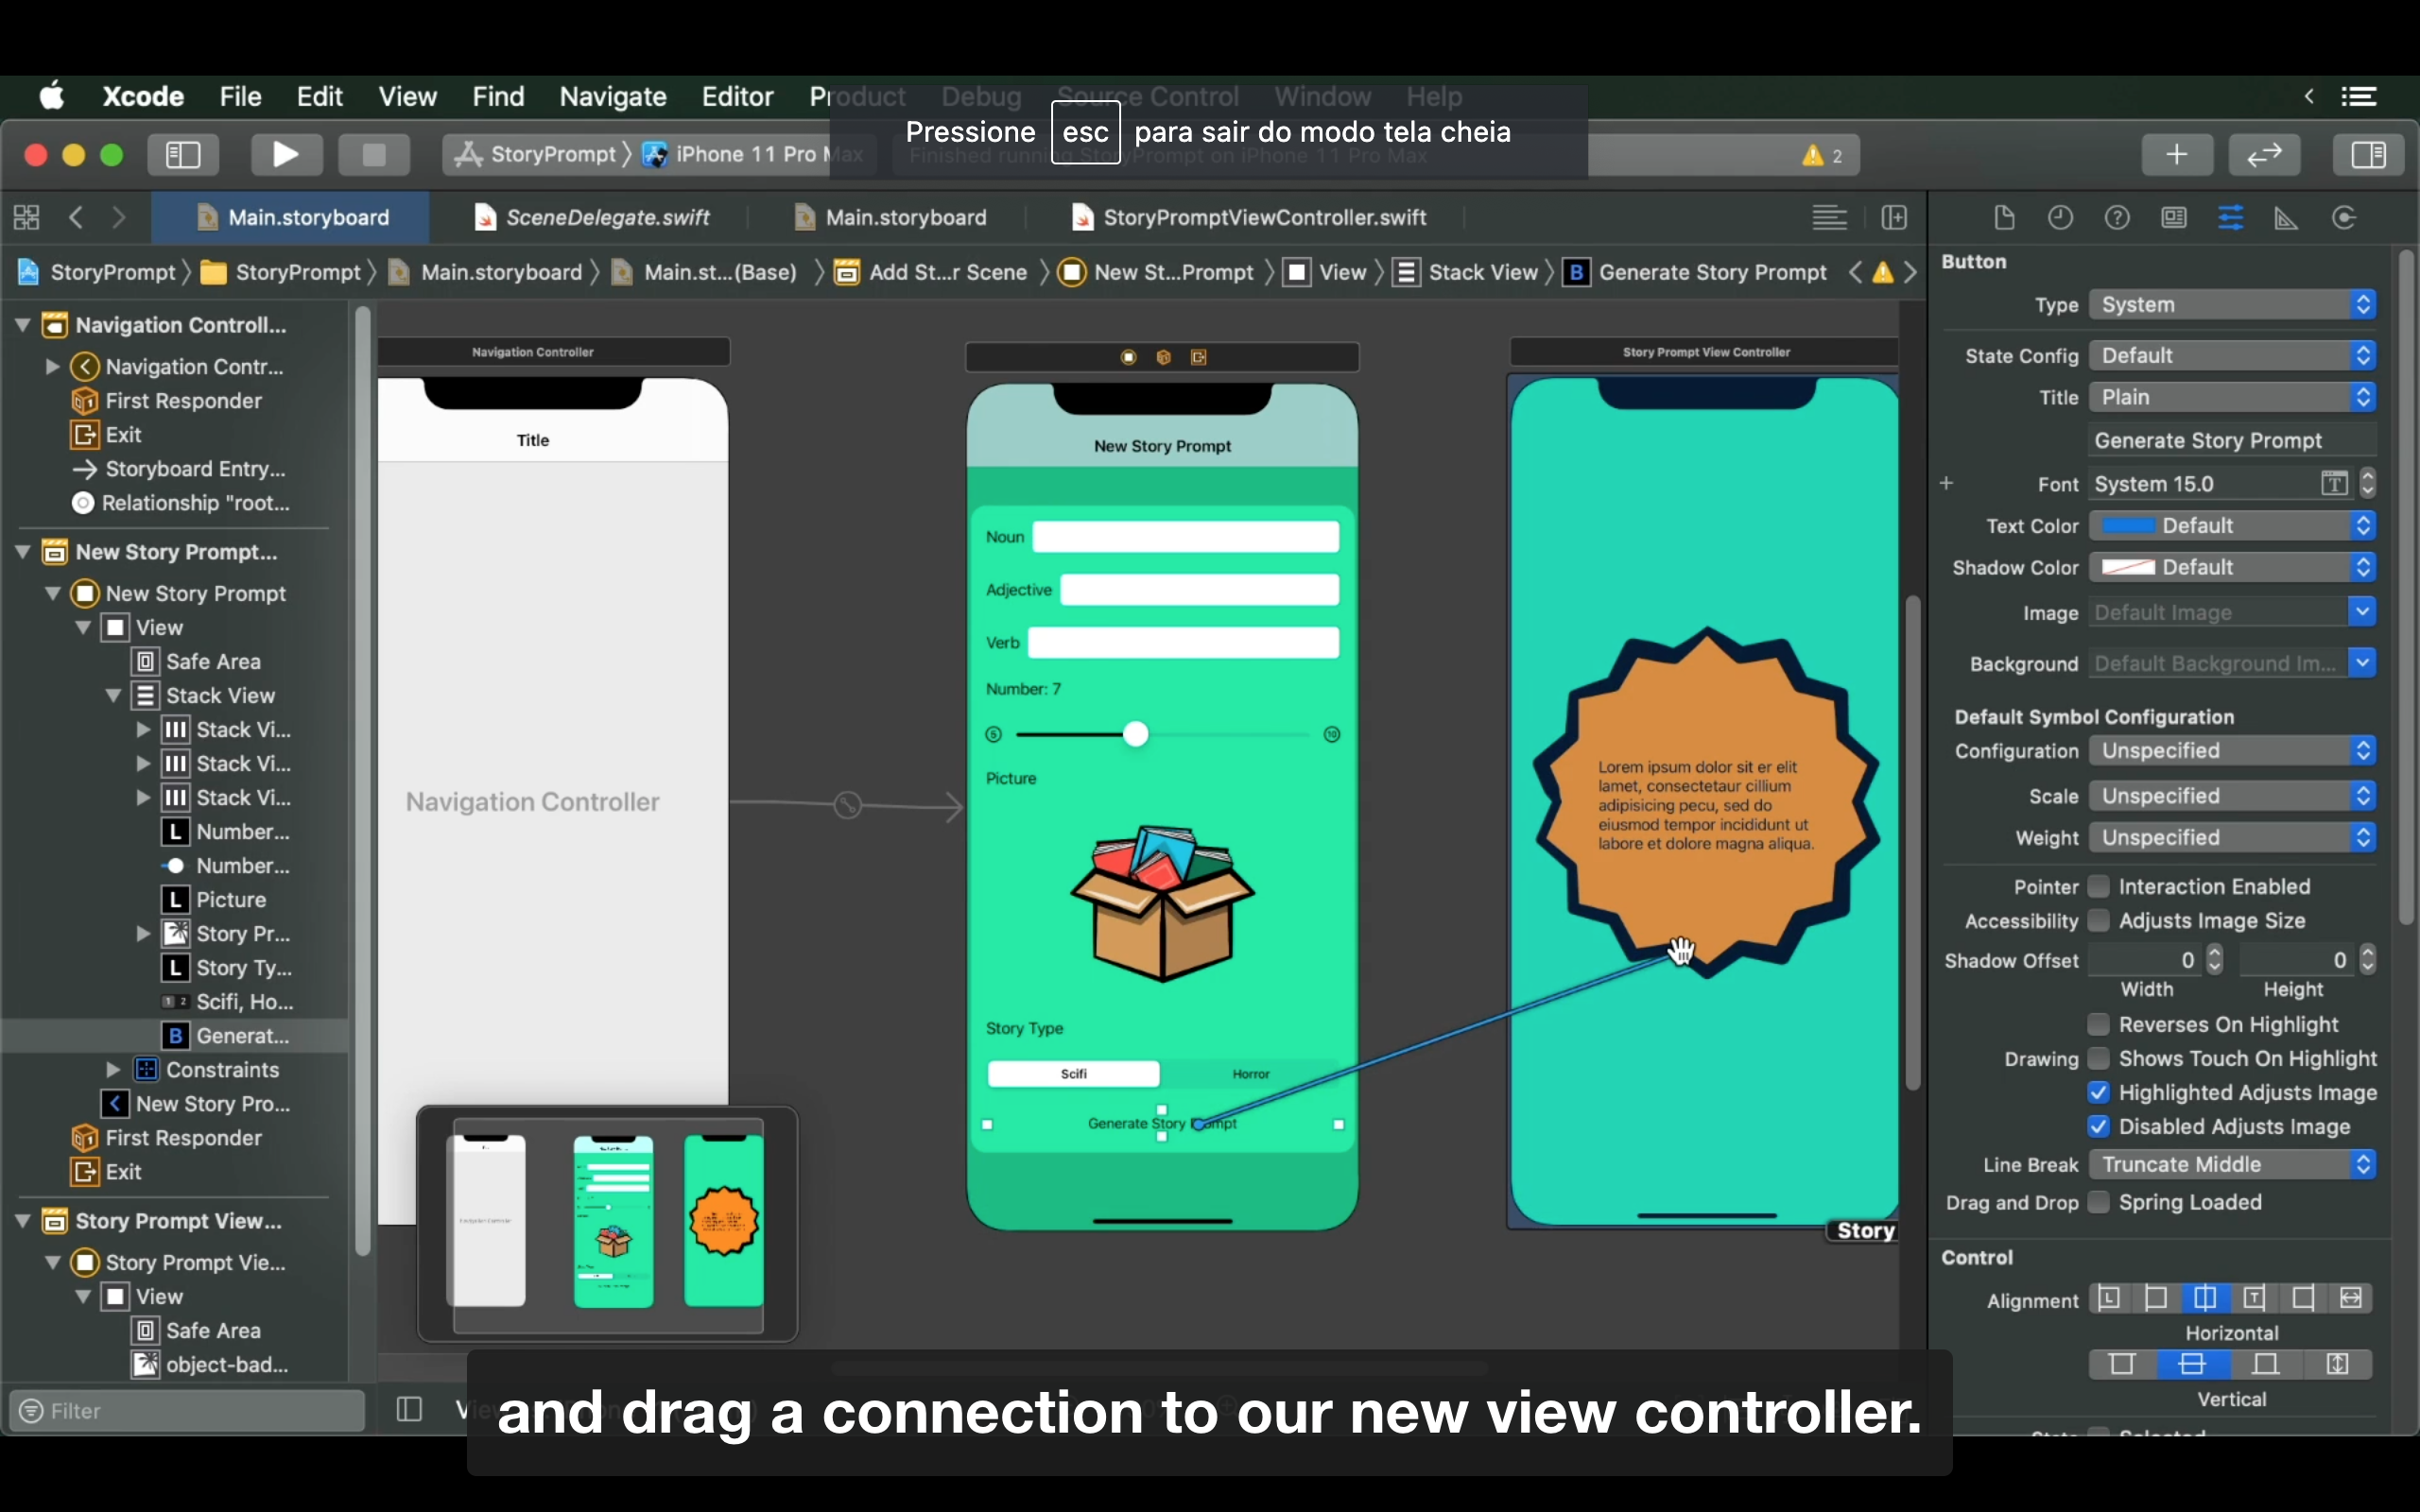 Xcode File Edit View Find Navigate Editor Product Debug Source Control Window Help
Pressione esc para sair do modo tela cheia
StoryPrompt iPhone 11 Pro Max
Finished running StoryPrompt on iPhone 11 Pro Max
2
Main.storyboard
SceneDelegate.swift
Main.storyboard
StoryPromptViewController.swift
StoryPrompt
StoryPrompt
Main.storyboard
Main.st...(Base)
Add St...r Scene
New St...Prompt
View
Stack View
B Generate Story Prompt
Navigation Controll...
Navigation Contr...
First Responder
Exit
Storyboard Entry...
Relationship "root...
New Story Prompt...
New Story Prompt
View
Safe Area
Stack View
Stack Vi...
Stack Vi...
Stack Vi...
L Number...
Number...
L Picture
Story Pr...
L Story Ty...
1 2 Scifi, Ho...
B Generat...
Constraints
New Story Pro...
First Responder
Exit
Story Prompt View...
Story Prompt Vie...
View
Safe Area
object-bad...
Filter
Navigation Controller
Title
Navigation Controller
New Story Prompt
Noun
Adjective
Verb
Number: 7
5
10
Picture
Story Type
Scifi
Horror
Generate Story Prompt
Story Prompt View Controller
Lorem ipsum dolor sit er elit
lamet, consectetaur cillium
adipisicing pecu, sed do
eiusmod tempor incididunt ut
labore et dolore magna aliqua.
Story
Button
Type System
State Config Default
Title Plain
Generate Story Prompt
Font System 15.0
Text Color Default
Shadow Color Default
Image Default Image
Background Default Background Im...
Default Symbol Configuration
Configuration Unspecified
Scale Unspecified
Weight Unspecified
Pointer Interaction Enabled
Accessibility Adjusts Image Size
Shadow Offset 0 0
Width Height
Reverses On Highlight
Drawing Shows Touch On Highlight
Highlighted Adjusts Image
Disabled Adjusts Image
Line Break Truncate Middle
Drag and Drop Spring Loaded
Control
Alignment
Horizontal
Vertical
and drag a connection to our new view controller.